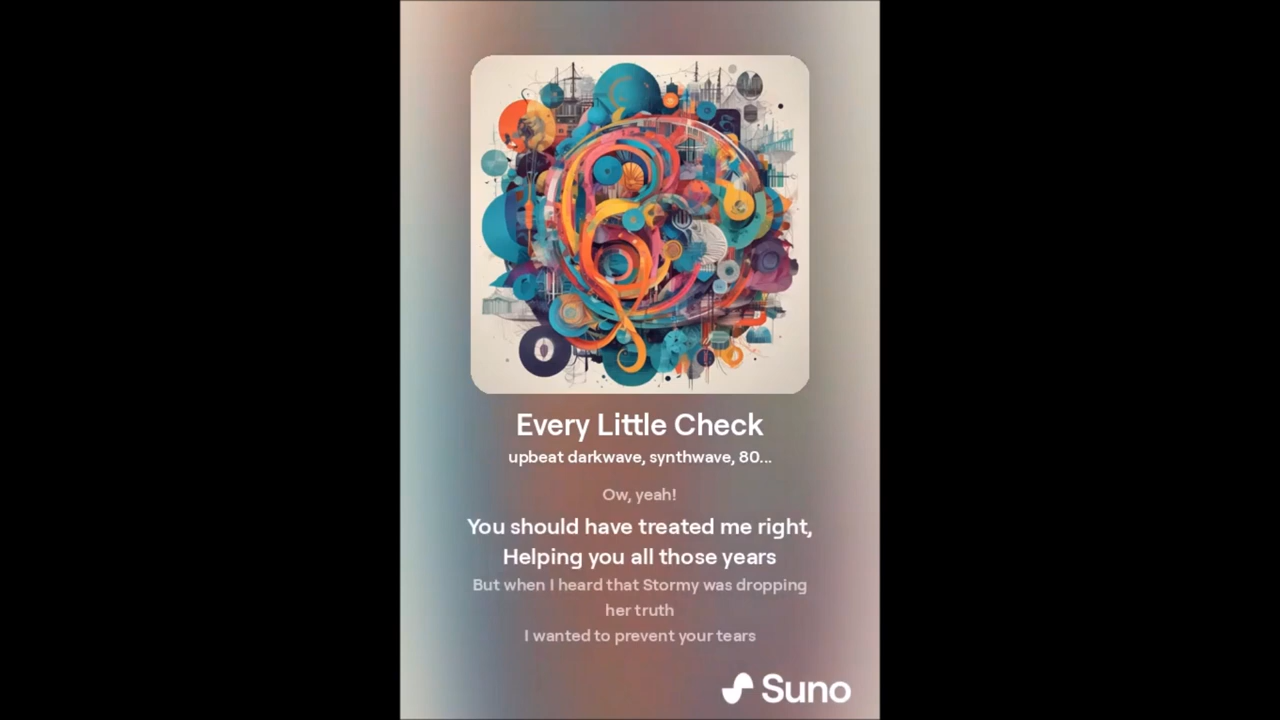 Every Little Check
upbeat darkwave, synthwave, 80...
Ow, yeah!
You should have treated me right,
Helping you all those years
But when I heard that Stormy was dropping
her truth
I wanted to prevent your tears
Suno